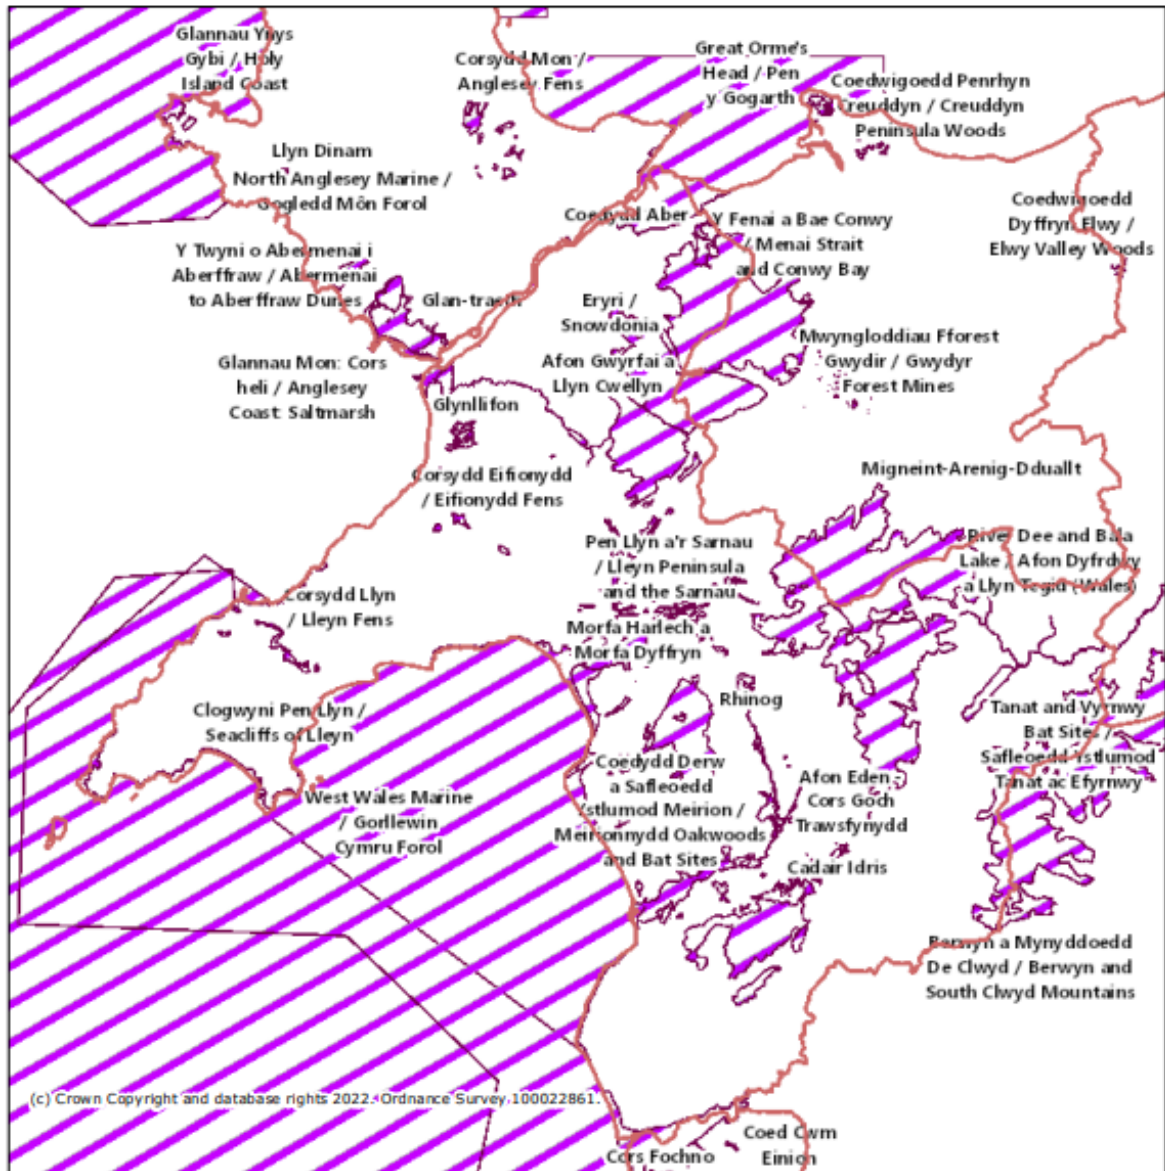 Glannau Ynys
Gybi / Holy
Island Coast
Corsydd Mon /
Anglesey Fens
Great Orme's
Head / Pen
y Gogarth
Coedwigoedd Penrhyn
Creuddyn / Creuddyn
Peninsula Woods
Llyn Dinam
North Anglesey Marine /
Gogledd Môn Forol
Coedydd Aber
Y Fenai a Bae Conwy
/ Menai Strait
and Conwy Bay
Coedwigoedd
Dyffryn Elwy /
Elwy Valley Woods
Y Twyni o Abermenai i
Aberffraw / Abermenai
to Aberffraw Dunes
Glan-traeth
Eryri /
Snowdonia
Mwyngloddiau Fforest
Gwydir / Gwydyr
Forest Mines
Glannau Mon: Cors
heli / Anglesey
Coast: Saltmarsh
Afon Gwyrfai a
Llyn Cwellyn
Glynllifon
Corsydd Eifionydd
/ Eifionydd Fens
Migneint-Arenig-Dduallt
Pen Llyn a'r Sarnau
/ Lleyn Peninsula
and the Sarnau
River Dee and Bala
Lake / Afon Dyfrdwy
a Llyn Tegid (Wales)
Corsydd Llyn
/ Lleyn Fens
Morfa Harlech a
Morfa Dyffryn
Rhinog
Clogwyni Pen Llyn /
Seacliffs of Lleyn
Tanat and Vyrnwy
Bat Sites /
Safleoedd Ystlumod
Tanat ac Efyrnwy
Coedydd Derw
a Safleoedd
Ystlumod Meirion /
Meirionnydd Oakwoods
and Bat Sites
Afon Eden -
Cors Goch
Trawsfynydd
West Wales Marine
/ Gorllewin
Cymru Forol
Cadair Idris
Berwyn a Mynyddoedd
De Clwyd / Berwyn and
South Clwyd Mountains
(c) Crown Copyright and database rights 2022. Ordnance Survey 100022861.
Coed Cwm
Einion
Cors Fochno